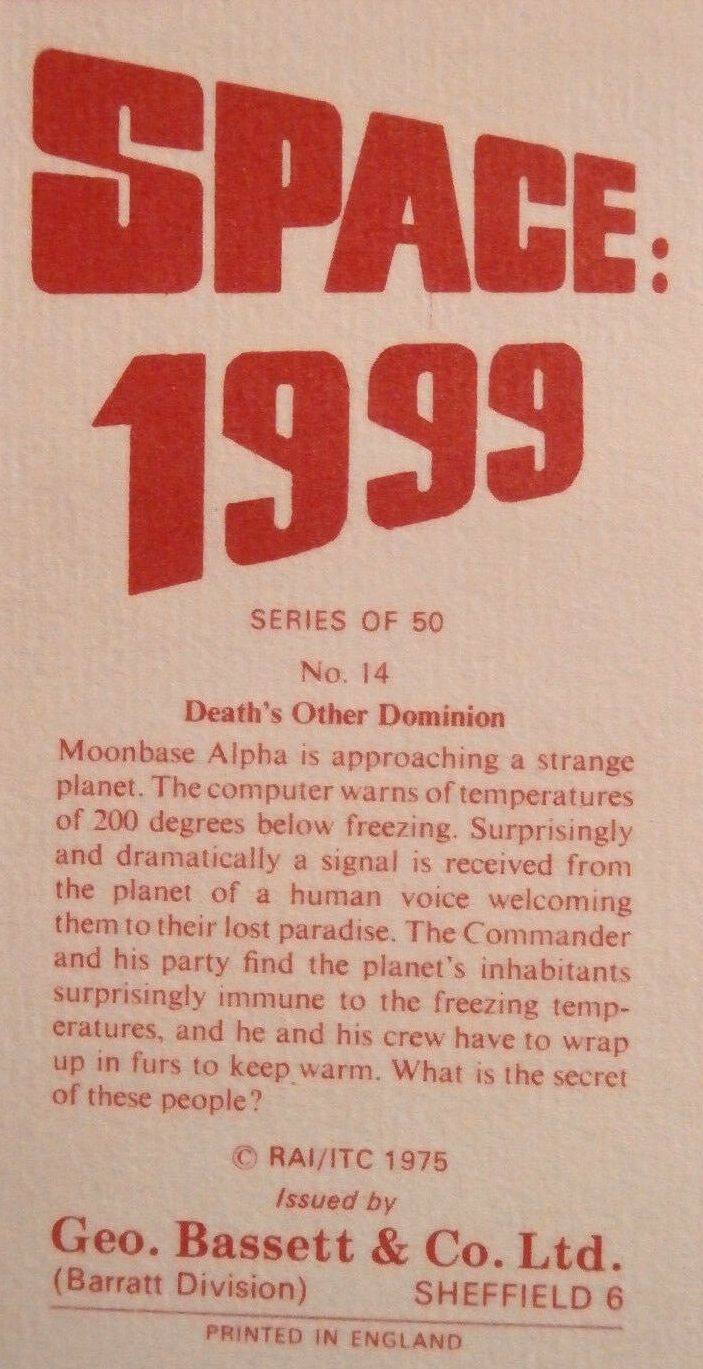 SPACE:
1999
SERIES OF 50
No. 14
Death's Other Dominion
Moonbase Alpha is approaching a strange
planet. The computer warns of temperatures
of 200 degrees below freezing. Surprisingly
and dramatically a signal is received from
the planet of a human voice welcoming
them to their lost paradise. The Commander
and his party find the planet's inhabitants
surprisingly immune to the freezing temp-
eratures, and he and his crew have to wrap
up in furs to keep warm. What is the secret
of these people?
© RAI/ITC 1975
Issued by
Geo. Bassett & Co. Ltd.
(Barratt Division) SHEFFIELD 6
PRINTED IN ENGLAND